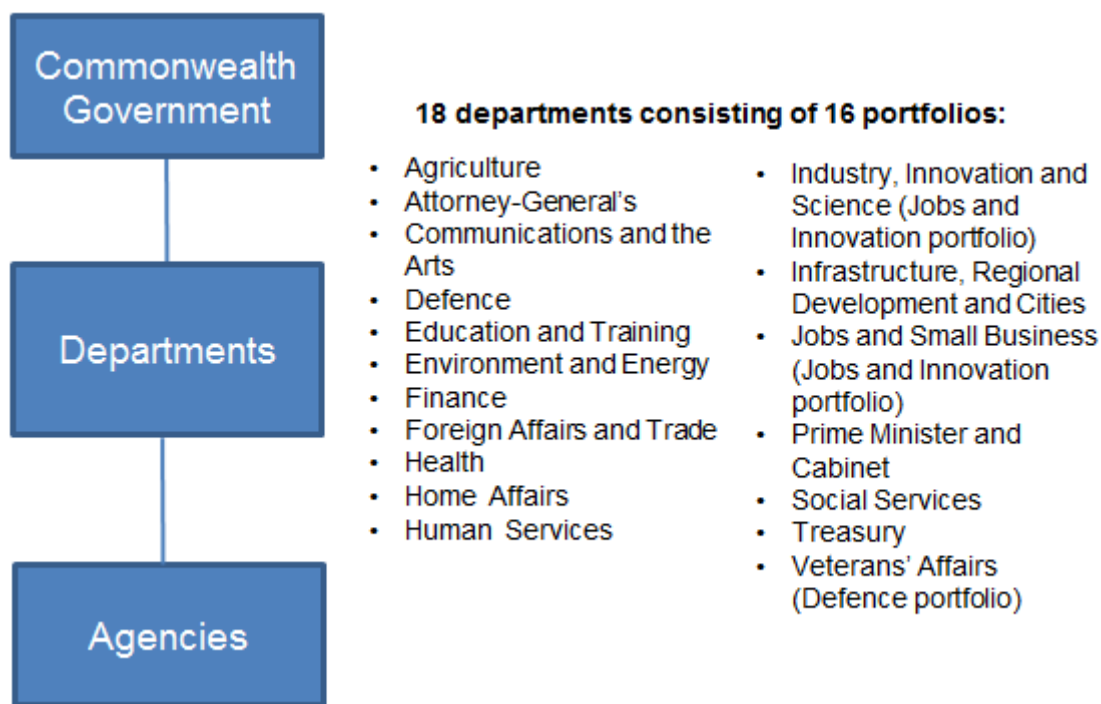 Commonwealth
Government
Departments
Agencies
18 departments consisting of 16 portfolios:
• Agriculture
• Attorney-General's
• Communications and the
Arts
• Defence
• Education and Training
• Environment and Energy
• Finance
• Foreign Affairs and Trade
• Health
• Home Affairs
• Human Services
• Industry, Innovation and
Science (Jobs and
Innovation portfolio)
• Infrastructure, Regional
Development and Cities
• Jobs and Small Business
(Jobs and Innovation
portfolio)
• Prime Minister and
Cabinet
• Social Services
• Treasury
• Veterans' Affairs
(Defence portfolio)